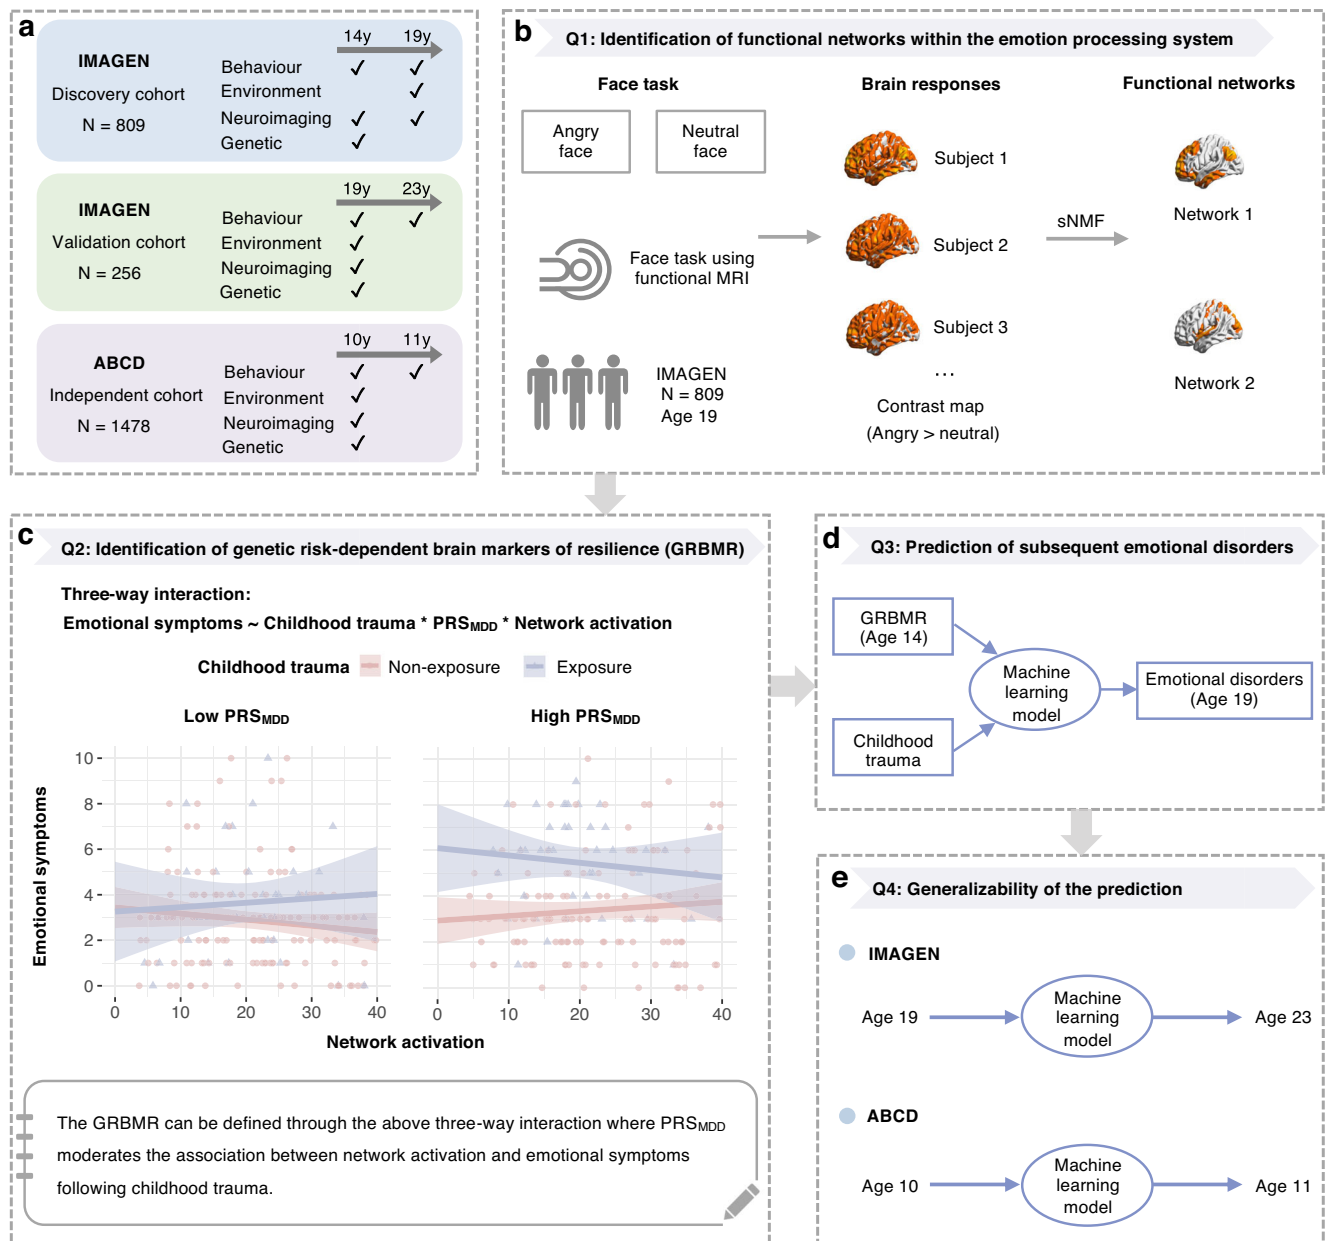 a
14y 19y
IMAGEN
Discovery cohort
N = 809
Behaviour ✓ ✓
Environment ✓
Neuroimaging ✓ ✓
Genetic ✓
19y 23y
IMAGEN
Validation cohort
N = 256
Behaviour ✓ ✓
Environment ✓
Neuroimaging ✓
Genetic ✓
10y 11y
ABCD
Independent cohort
N = 1478
Behaviour ✓ ✓
Environment ✓
Neuroimaging ✓
Genetic ✓
b
Q1: Identification of functional networks within the emotion processing system
Face task
Angry
face
Neutral
face
Face task using
functional MRI
IMAGEN
N = 809
Age 19
Brain responses
Subject 1
Subject 2
Subject 3
...
Contrast map
(Angry > neutral)
sNMF
Functional networks
Network 1
Network 2
c
Q2: Identification of genetic risk-dependent brain markers of resilience (GRBMR)
Three-way interaction:
Emotional symptoms ~ Childhood trauma * PRSMDD * Network activation
Childhood trauma Non-exposure Exposure
Low PRSMDD High PRSMDD
Emotional symptoms
10
8
6
4
2
0
0 10 20 30 40
0 10 20 30 40
Network activation
The GRBMR can be defined through the above three-way interaction where PRSMDD
moderates the association between network activation and emotional symptoms
following childhood trauma.
d
Q3: Prediction of subsequent emotional disorders
GRBMR
(Age 14)
Childhood
trauma
Machine
learning
model
Emotional disorders
(Age 19)
e
Q4: Generalizability of the prediction
IMAGEN
Age 19
Machine
learning
model
Age 23
ABCD
Age 10
Machine
learning
model
Age 11